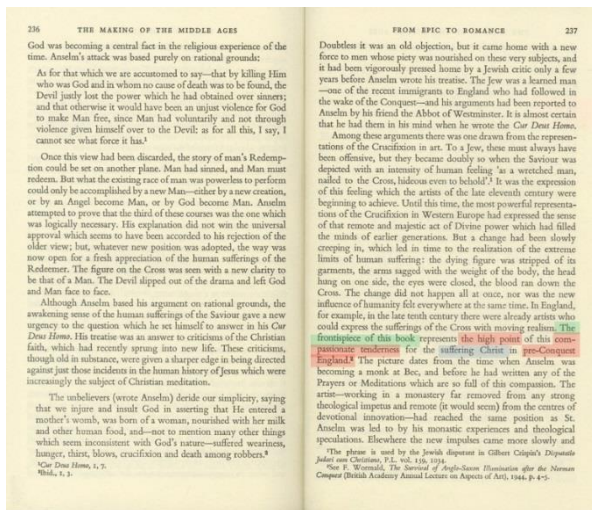 236 THE MAKING OF THE MIDDLE AGES
God was becoming a central fact in the religious experience of the
time. Anselm's attack was based purely on rational grounds:
As for that which we are accustomed to say—that by killing Him
who was God and in whom no cause of death was to be found, the
Devil justly lost the power which he had obtained over sinners;
and that otherwise it would have been an unjust violence for God
to make Man free, since Man had voluntarily and not through
violence given himself over to the Devil: as for all this, I say, I
cannot see what force it has.¹
Once this view had been discarded, the story of man's Redemp-
tion could be set on another plane. Man had sinned, and Man must
redeem. But what the existing race of man was powerless to perform
could only be accomplished by a new Man—either by a new creation,
or by an Angel become Man, or by God become Man. Anselm
attempted to prove that the third of these courses was the one which
was logically necessary. His explanation did not win the universal
approval which seems to have been accorded to his rejection of the
older view; but, whatever new position was adopted, the way was
now open for a fresh appreciation of the human sufferings of the
Redeemer. The figure on the Cross was seen with a new clarity to
be that of a Man. The Devil slipped out of the drama and left God
and Man face to face.
Although Anselm based his argument on rational grounds, the
awakening sense of the human sufferings of the Saviour gave a new
urgency to the question which he set himself to answer in his Cur
Deus Homo. His treatise was an answer to criticisms of the Christian
faith, which had recently sprung into new life. These criticisms,
though old in substance, were given a sharper edge in being directed
against just those incidents in the human history of Jesus which were
increasingly the subject of Christian meditation.
The unbelievers (wrote Anselm) deride our simplicity, saying
that we injure and insult God in asserting that He entered a
mother's womb, was born of a woman, nourished with her milk
and other human food, and—not to mention many other things
which seem inconsistent with God's nature—suffered weariness,
hunger, thirst, blows, crucifixion and death among robbers.²
¹Cur Deus Homo, 1, 7.
²Ibid., 1, 3.
FROM EPIC TO ROMANCE 237
Doubtless it was an old objection, but it came home with a new
force to men whose piety was nourished on these very subjects, and
it had been vigorously pressed home by a Jewish critic only a few
years before Anselm wrote his treatise. The Jew was a learned man
—one of the recent immigrants to England who had followed in
the wake of the Conquest—and his arguments had been reported to
Anselm by his friend the Abbot of Westminster. It is almost certain
that he had them in his mind when he wrote the Cur Deus Homo.
Among these arguments there was one drawn from the represen-
tations of the Crucifixion in art. To a Jew, these must always have
been offensive, but they became doubly so when the Saviour was
depicted with an intensity of human feeling 'as a wretched man,
nailed to the Cross, hideous even to behold'.¹ It was the expression
of this feeling which the artists of the late eleventh century were
beginning to achieve. Until this time, the most powerful representa-
tions of the Crucifixion in Western Europe had expressed the sense
of that remote and majestic act of Divine power which had filled
the minds of earlier generations. But a change had been slowly
creeping in, which led in time to the realization of the extreme
limits of human suffering: the dying figure was stripped of its
garments, the arms sagged with the weight of the body, the head
hung on one side, the eyes were closed, the blood ran down the
Cross. The change did not happen all at once, nor was the new
influence of humanity felt everywhere at the same time. In England,
for example, in the late tenth century there were already artists who
could express the sufferings of the Cross with moving realism. The
frontispiece of this book represents the high point of this com-
passionate tenderness for the suffering Christ in pre-Conquest
England.² The picture dates from the time when Anselm was
becoming a monk at Bec, and before he had written any of the
Prayers or Meditations which are so full of this compassion. The
artist—working in a monastery far removed from any strong
theological impetus and remote (it would seem) from the centres of
devotional innovation—had reached the same position as St.
Anselm was led to by his monastic experiences and theological
speculations. Elsewhere the new impulses came more slowly and
¹The phrase is used by the Jewish disputant in Gilbert Crispin's Disputatio
Judaei cum Christiano, P.L. vol. 159, 1034.
²See F. Wormald, The Survival of Anglo-Saxon Illumination after the Norman
Conquest (British Academy Annual Lecture on Aspects of Art), 1944, p. 4-5.